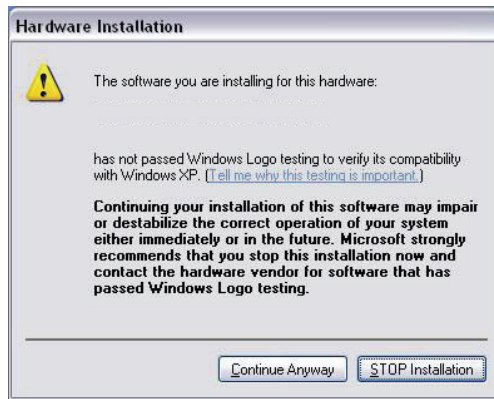 Hardware Installation
The software you are installing for this hardware:
has not passed Windows Logo testing to verify its compatibility
with Windows XP. (Tell me why this testing is important.)
Continuing your installation of this software may impair
or destabilize the correct operation of your system
either immediately or in the future. Microsoft strongly
recommends that you stop this installation now and
contact the hardware vendor for software that has
passed Windows Logo testing.
Continue Anyway
STOP Installation